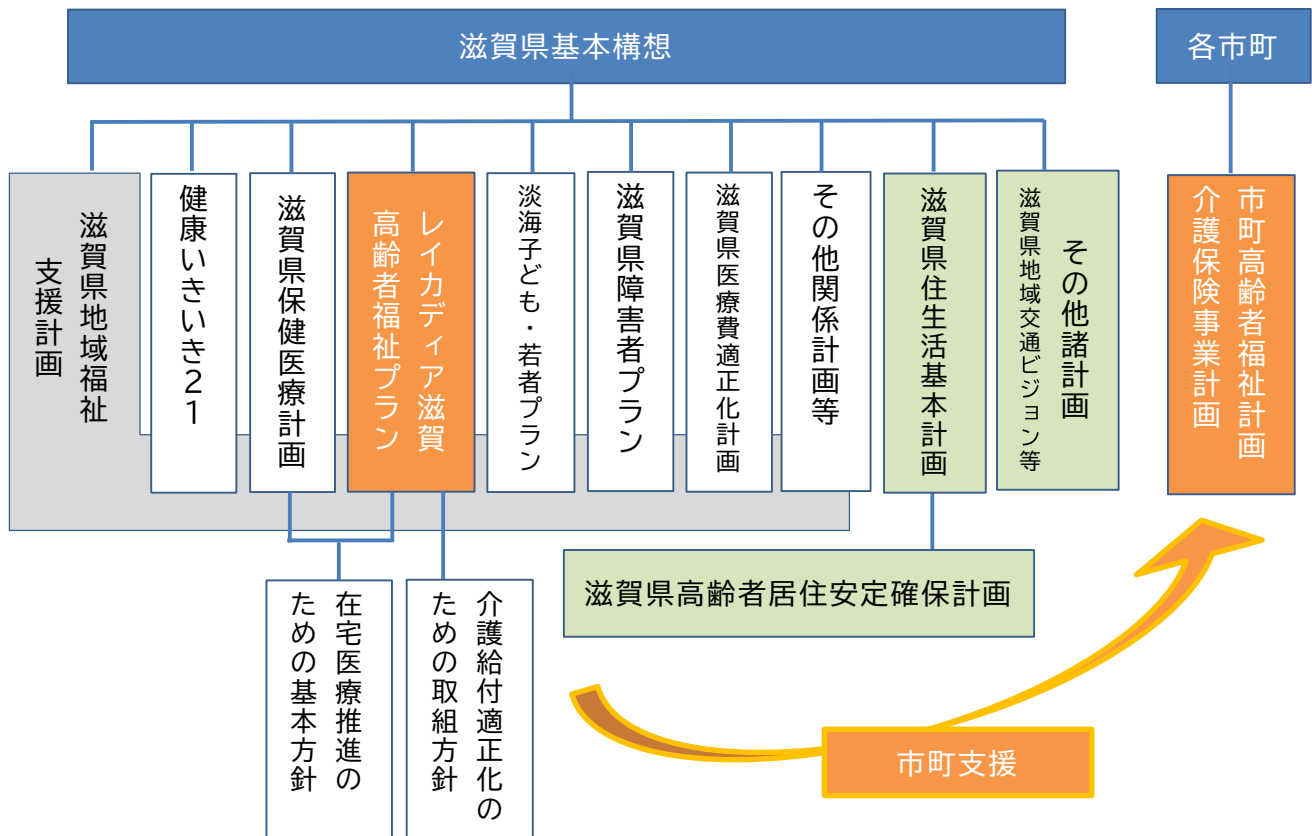 滋賀県基本構想
各市町
滋賀県地域福祉
支援計画
健康いきいき21
滋賀県保健医療計画
レイカディア滋賀
高齢者福祉プラン
淡海子ども・若者プラン
滋賀県障害者プラン
滋賀県医療費適正化計画
その他関係計画等
滋賀県住生活基本計画
その他諸計画
滋賀県地域交通ビジョン等
市町高齢者福祉計画
介護保険事業計画
滋賀県高齢者居住安定確保計画
在宅医療推進の
ための基本方針
介護給付適正化の
ための取組方針
市町支援